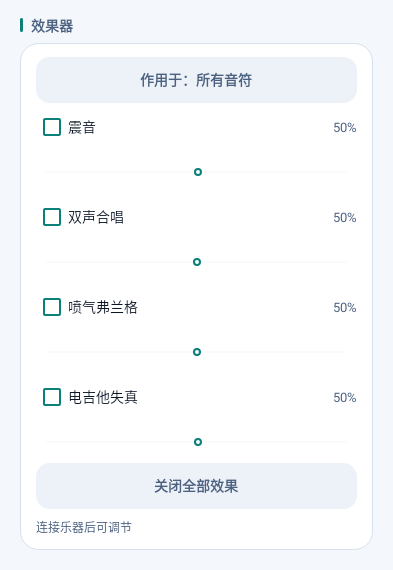 效果器
作用于：所有音符
震音 50%
双声合唱 50%
喷气弗兰格 50%
电吉他失真 50%
关闭全部效果
连接乐器后可调节